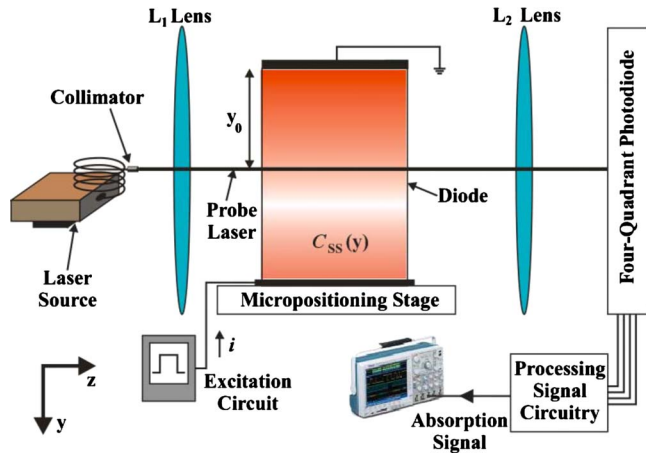 L₁ Lens
L₂ Lens
Collimator
y₀
Four-Quadrant Photodiode
Probe
Laser
Diode
C_SS (y)
Laser
Source
Micropositioning Stage
i
z
y
Excitation
Circuit
Absorption
Signal
Processing
Signal
Circuitry